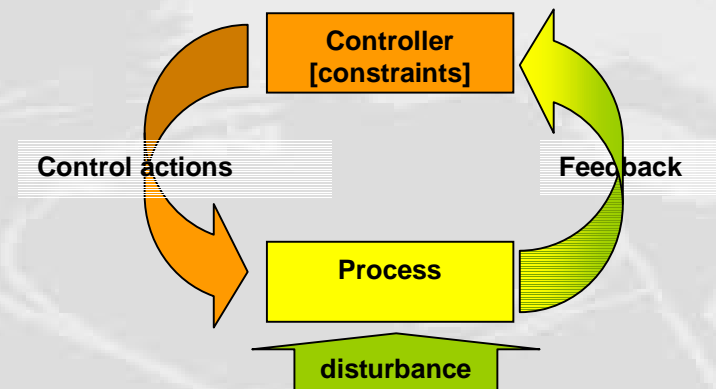 Controller
[constraints]
Control actions
Feedback
Process
disturbance